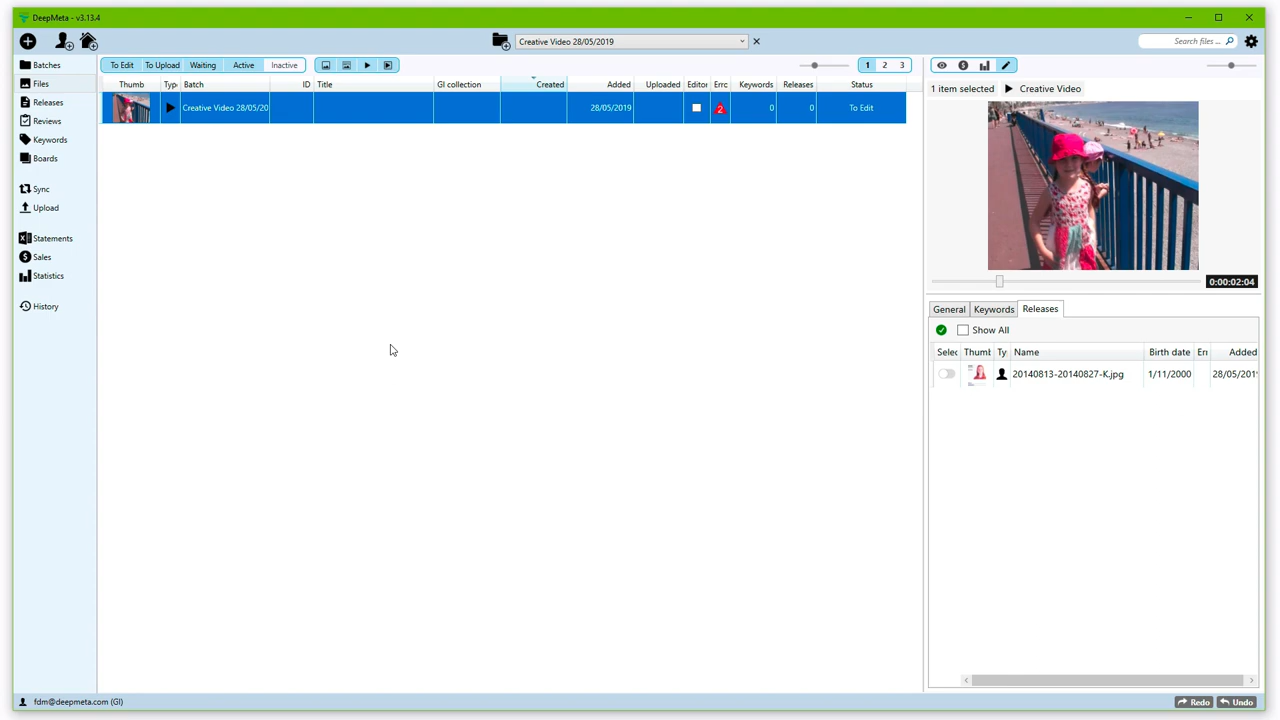 DeepMeta - v3.13.4
Creative Video 28/05/2019
Search files ...
Batches
Files
Releases
Reviews
Keywords
Boards
Sync
Upload
Statements
Sales
Statistics
History
To Edit To Upload Waiting Active Inactive
1 2 3
Thumb Typ Batch ID Title GI collection Created Added Uploaded Editor Errc Keywords Releases Status
Creative Video 28/05/20 28/05/2019 2 0 0 To Edit
1 item selected Creative Video
0:00:02:04
General Keywords Releases
Show All
Selec Thumb Ty Name Birth date Err Added
20140813-20140827-K.jpg 1/11/2000 28/05/201
fdm@deepmeta.com (GI)
Redo Undo